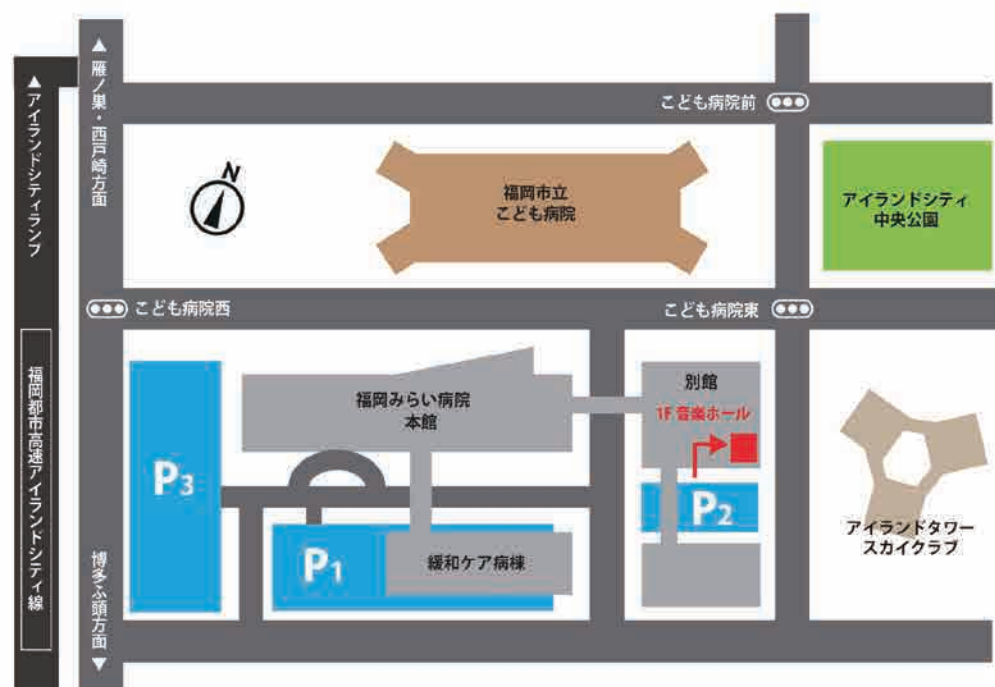 ▲ 雁ノ巣・西戸崎方面
▲ アイランドシティランプ
こども病院前
N
福岡市立
こども病院
アイランドシティ
中央公園
こども病院西
こども病院東
福岡都市高速アイランドシティ線
福岡みらい病院
本館
別館
1F 音楽ホール
P3
P2
P1
緩和ケア病棟
アイランドタワー
スカイクラブ
博多ふ頭方面 ▼